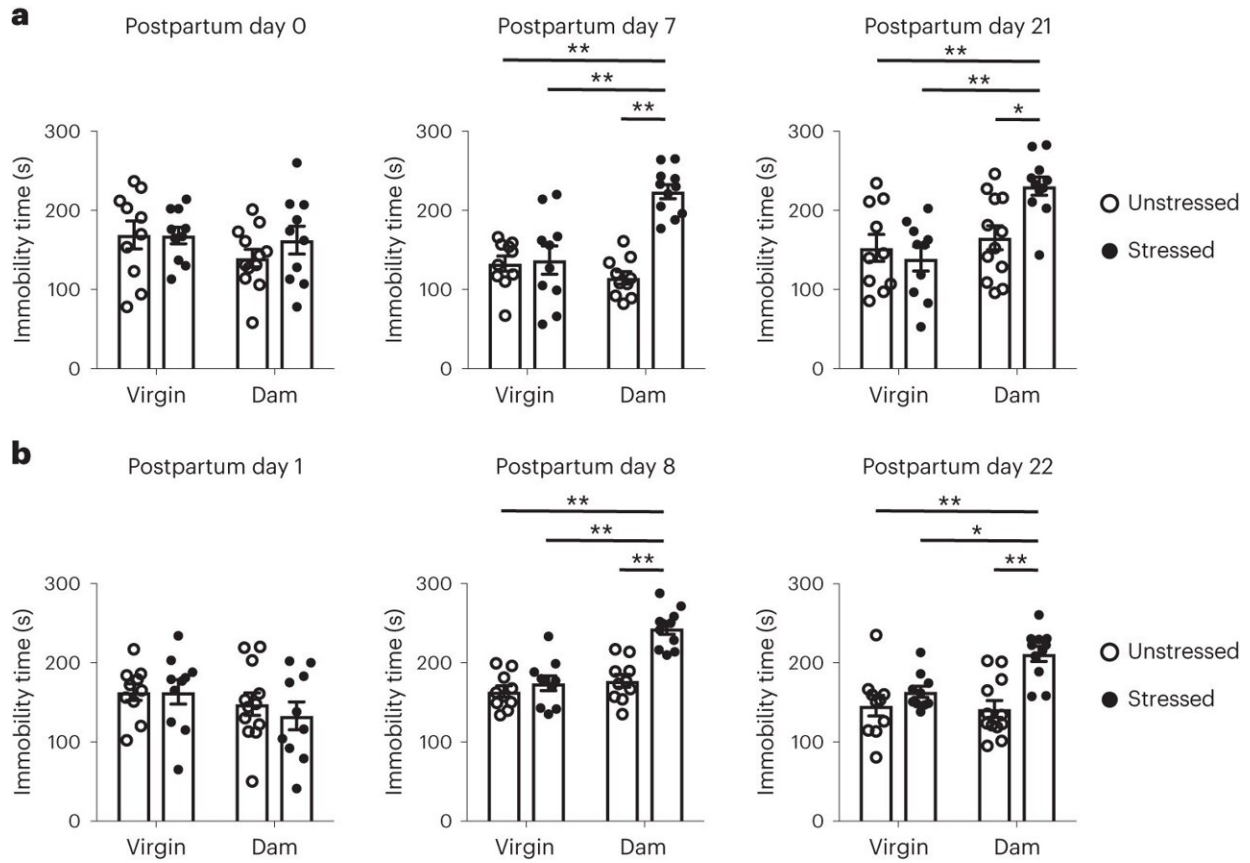 a
Postpartum day 0
Postpartum day 7
Postpartum day 21
**
**
**
**
**
*
Immobility time (s)
300
200
100
0
Virgin
Dam
Immobility time (s)
300
200
100
0
Virgin
Dam
Immobility time (s)
300
200
100
0
Virgin
Dam
Unstressed
Stressed
b
Postpartum day 1
Postpartum day 8
Postpartum day 22
**
**
**
**
*
**
Immobility time (s)
300
200
100
0
Virgin
Dam
Immobility time (s)
300
200
100
0
Virgin
Dam
Immobility time (s)
300
200
100
0
Virgin
Dam
Unstressed
Stressed